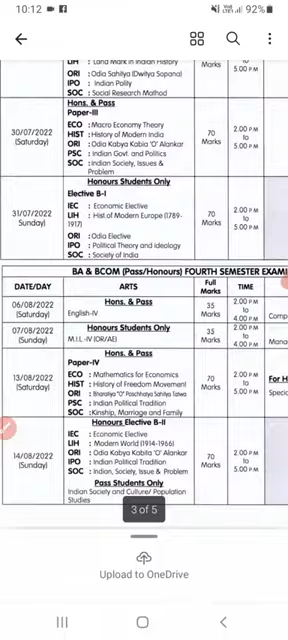 10:12
92%
LIH : Land Mark in Indian History
Marks
to
5.00 P.M
ORI : Odia Sahitya (Dwitya Sopana)
IPO : Indian Polity
SOC : Social Research Mathod
30/07/2022
(Saturday)
Hons. & Pass
Paper-III
ECO : Macro Economy Theory
HIST : History of Modern India
ORI : Odia Kabya Kabia 'O' Alankar
PSC : Indian Govt. and Politics
SOC : Indian Society, Issues &
Problem
70
Marks
2.00 P.M
to
5.00 P.M
31/07/2022
Sunday)
Honours Students Only
Elective B-I
IEC : Economic Elective
LIH : Hist.of Modern Europe (1789-
1917)
ORI : Odia Elective
IPO : Political Theory and Ideology
SOC : Society of India
70
Marks
2.00 P.M
to
5.00 P.M
BA & BCOM (Pass/Honours) FOURTH SEMESTER EXAMI
DATE/DAY
ARTS
Full
Marks
TIME
06/08/2022
(Saturday)
Hons. & Pass
English-IV
35
Marks
2.00 P.M
to
4.00 P.M
Comp
07/08/2022
(Sunday)
Honours Students Only
M.I.L -IV (OR/AE)
35
Marks
2.00 P.M
to
4.00 P.M
Mana
13/08/2022
(Saturday)
Hons. & Pass
Paper-IV
ECO : Mathematics for Economics
HIST : History of Freedom Movement
ORI : Bharatiya "O" Paschhatya Sahitya Tatwa
PSC : Indian Political Tradition
SOC : Kinship, Marriage and Family
70
Marks
2.00 P.M
to
5.00 P.M
For H
Specia
14/08/2022
(Sunday)
Honours Elective B-II
IEC : Economic Elective
LIH : Modern World (1914-1966)
ORI : Odia Kabya Kabita 'O' Alankar
IPO : Indian Political Tradition
SOC : Indian, Society, Issue & Problem
Pass Students Only
Indian Society and Culture/ Population
Studies
70
Marks
2.00 P.M
to
5.00 P.M
3 of 5
Upload to OneDrive